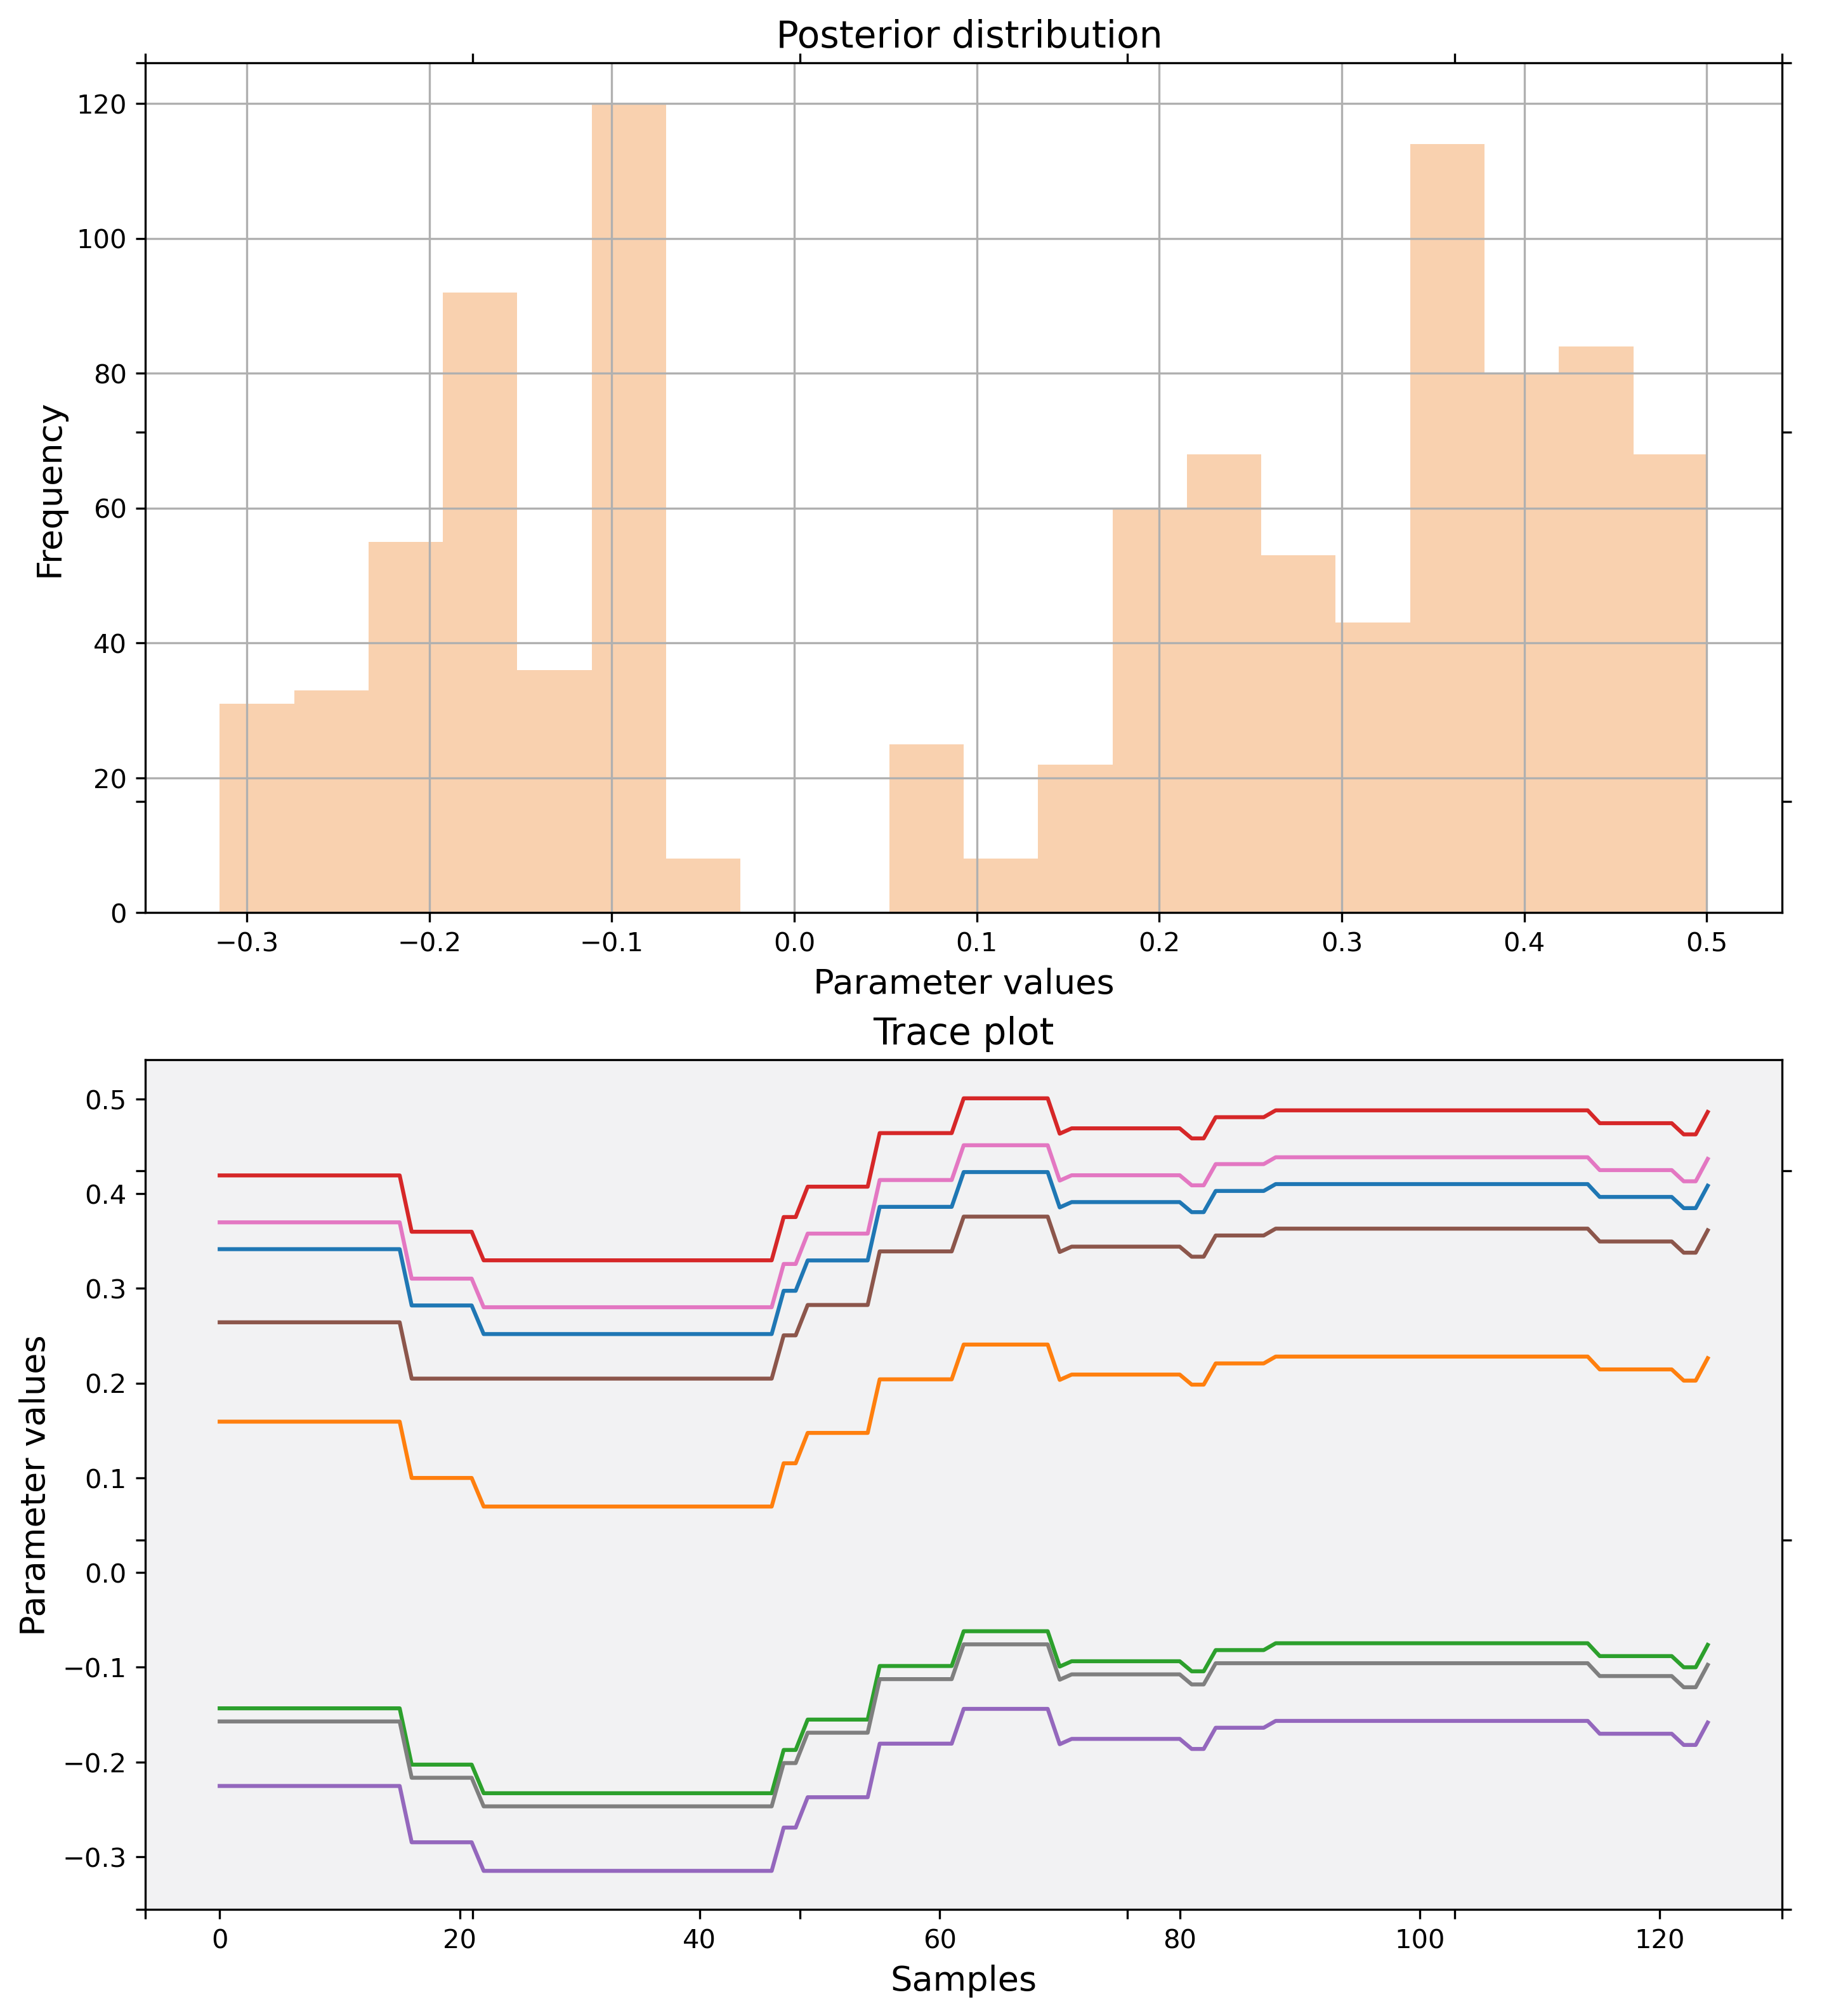 Posterior distribution
120
100
80
60
40
20
0
Frequency
−0.3 −0.2 −0.1 0.0 0.1 0.2 0.3 0.4 0.5
Parameter values
Trace plot
0.5
0.4
0.3
0.2
0.1
0.0
−0.1
−0.2
−0.3
Parameter values
0 20 40 60 80 100 120
Samples